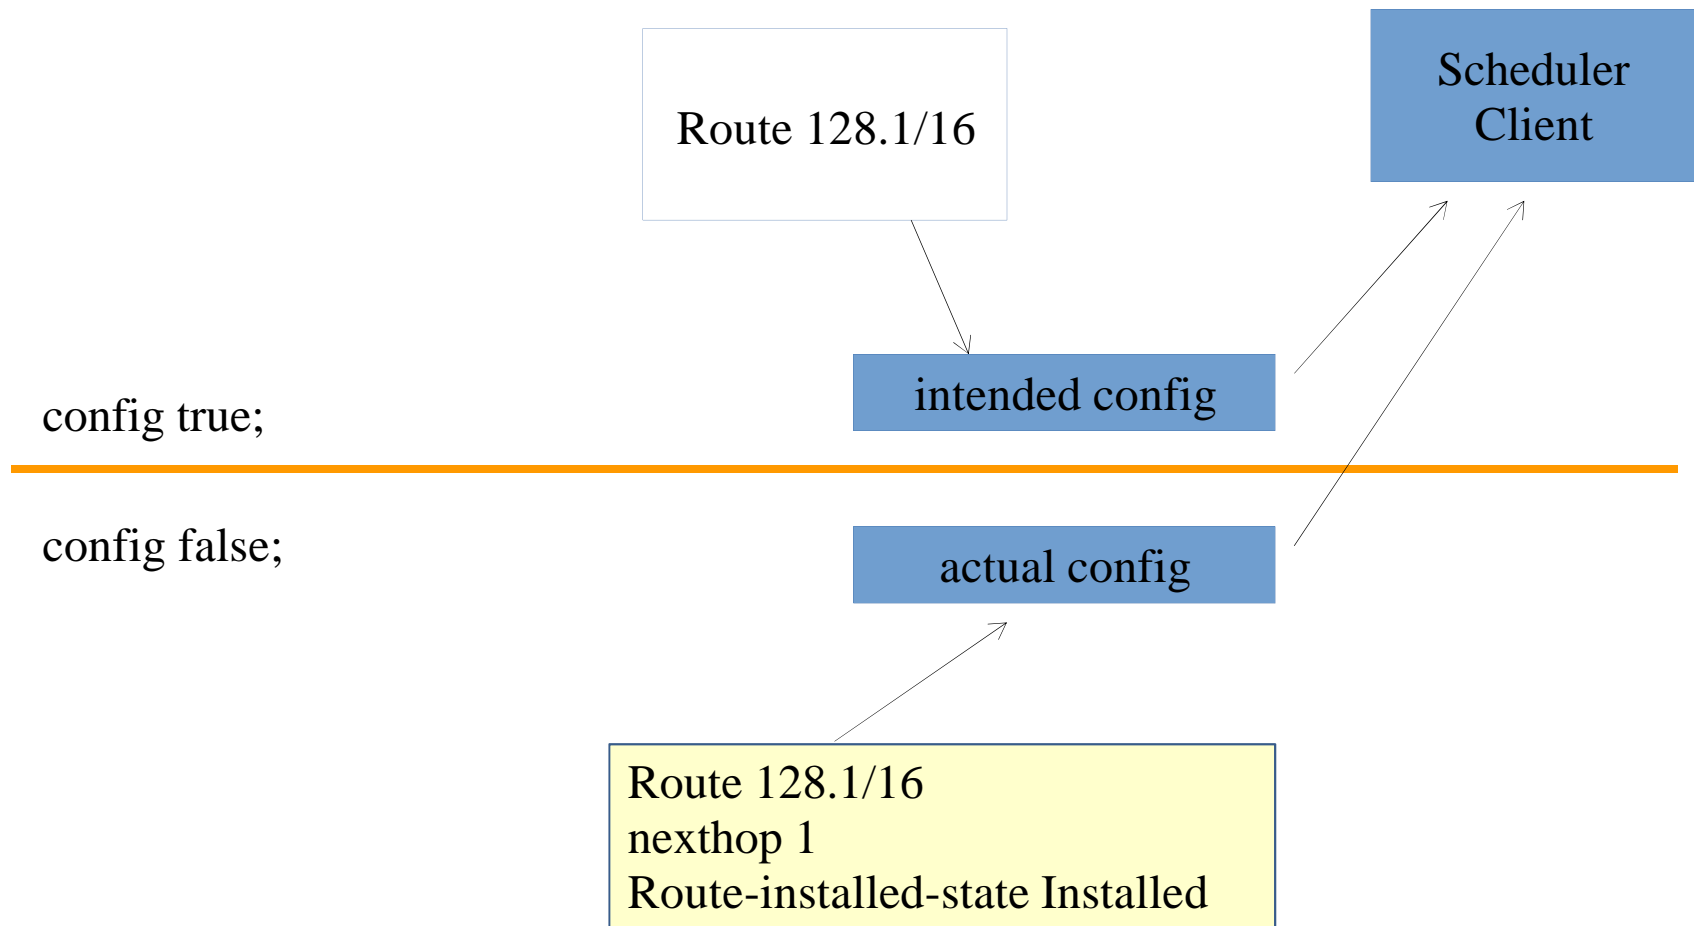 Route 128.1/16
Scheduler
Client
intended config
config true;
config false;
actual config
Route 128.1/16
nexthop 1
Route-installed-state Installed